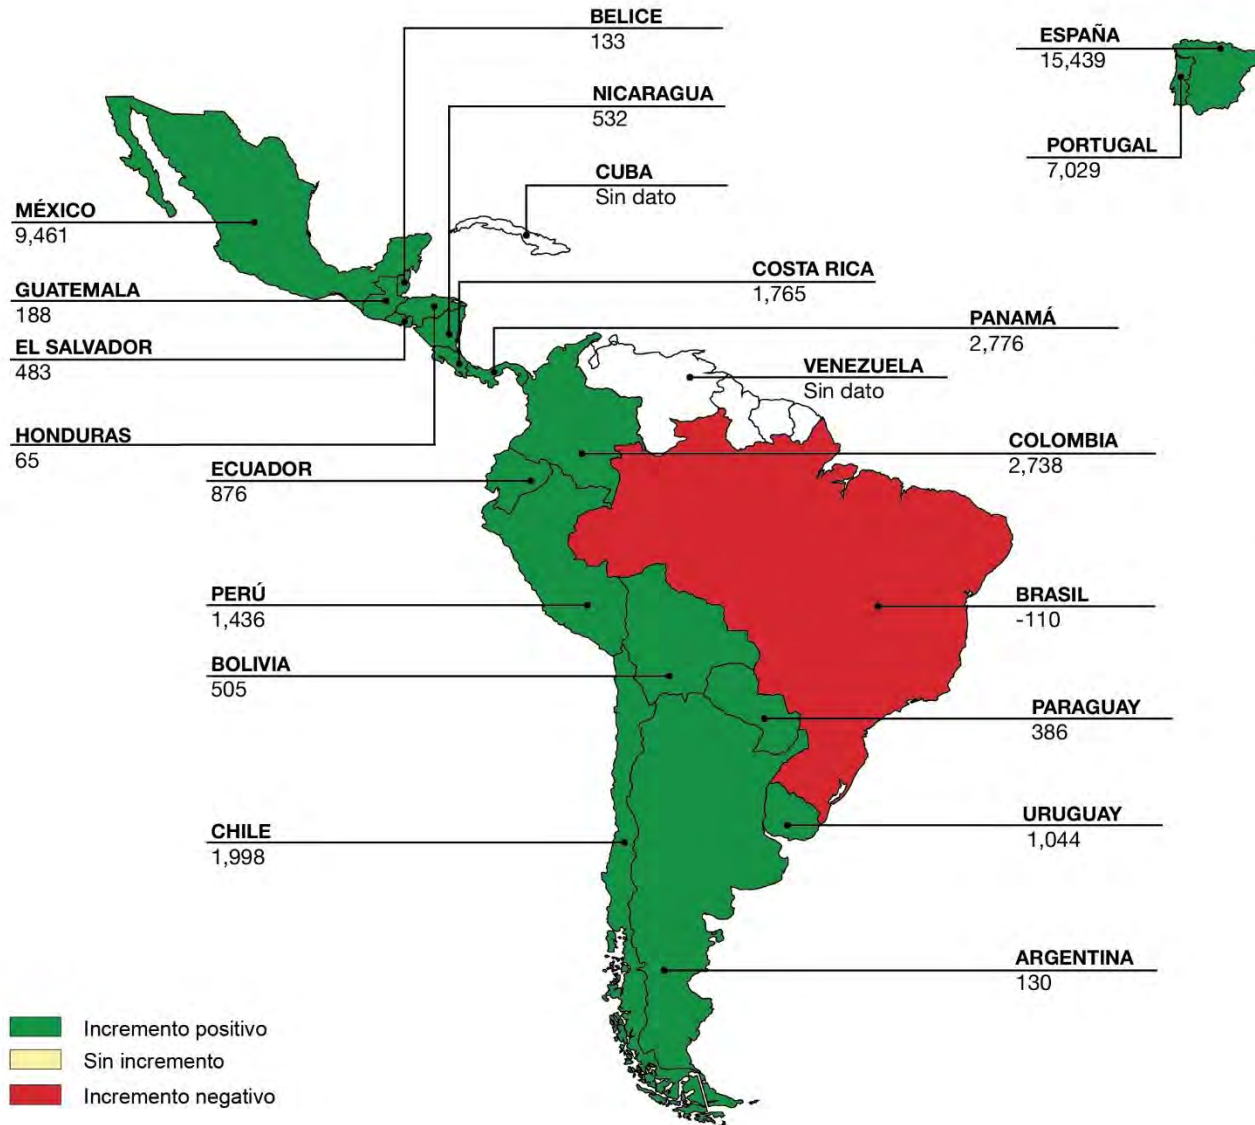 BELICE
133
ESPAÑA
15,439
NICARAGUA
532
PORTUGAL
7,029
CUBA
Sin dato
MÉXICO
9,461
COSTA RICA
1,765
GUATEMALA
188
PANAMÁ
2,776
EL SALVADOR
483
VENEZUELA
Sin dato
HONDURAS
65
COLOMBIA
2,738
ECUADOR
876
PERÚ
1,436
BRASIL
-110
BOLIVIA
505
PARAGUAY
386
CHILE
1,998
URUGUAY
1,044
ARGENTINA
130
Incremento positivo
Sin incremento
Incremento negativo